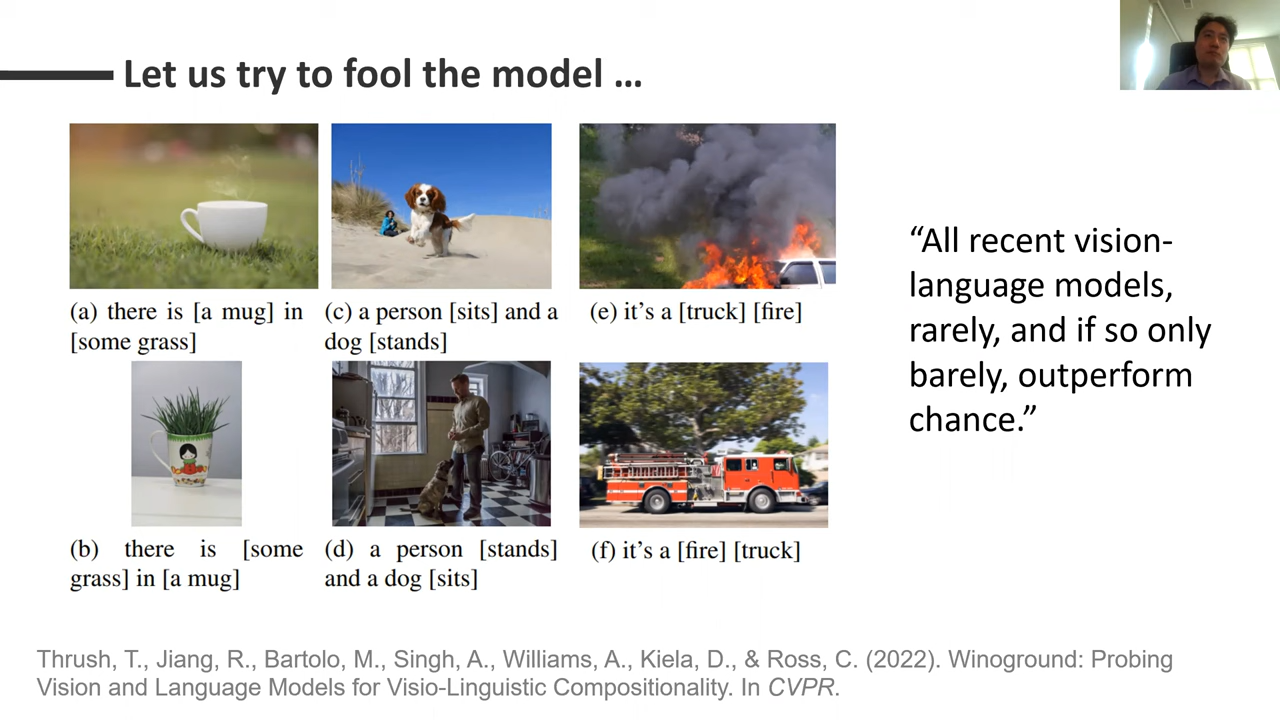 Let us try to fool the model …
(a) there is [a mug] in
[some grass]
(c) a person [sits] and a
dog [stands]
(e) it’s a [truck] [fire]
(b) there is [some
grass] in [a mug]
(d) a person [stands]
and a dog [sits]
(f) it’s a [fire] [truck]
“All recent vision-
language models,
rarely, and if so only
barely, outperform
chance.”
Thrush, T., Jiang, R., Bartolo, M., Singh, A., Williams, A., Kiela, D., & Ross, C. (2022). Winoground: Probing
Vision and Language Models for Visio-Linguistic Compositionality. In CVPR.